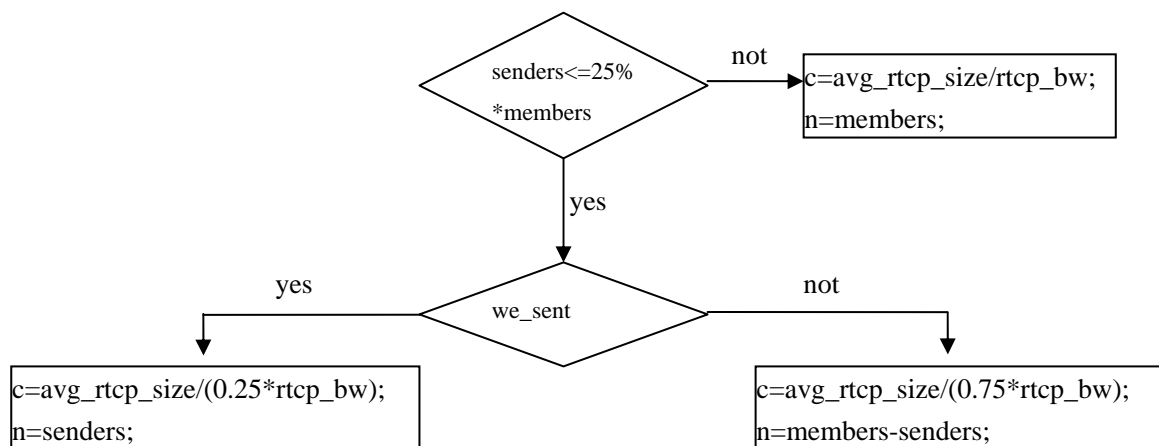 senders<=25%
*members
not
c=avg_rtcp_size/rtcp_bw;
n=members;
yes
yes
we_sent
not
c=avg_rtcp_size/(0.25*rtcp_bw);
n=senders;
c=avg_rtcp_size/(0.75*rtcp_bw);
n=members-senders;